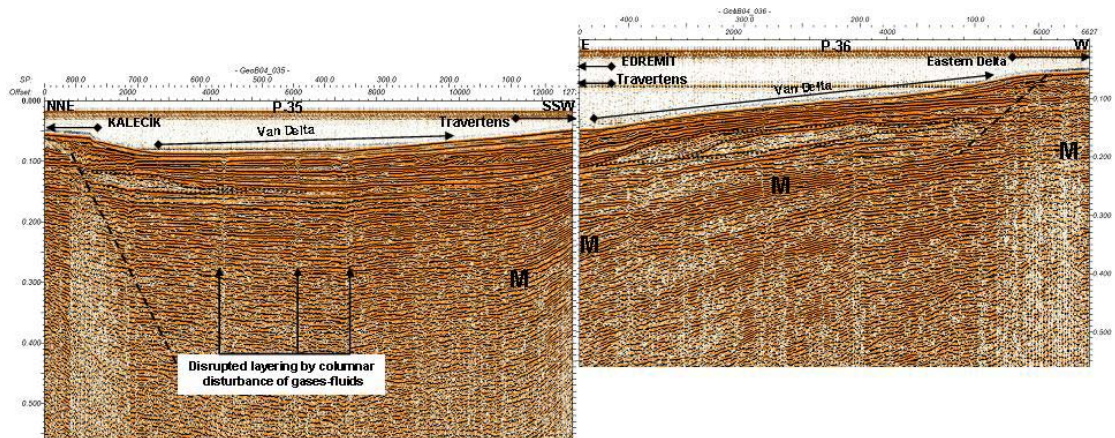 - GeoB04_035 -
SP: 800.0 700.0 500.0 400.0 200.0 100.0
Offset: 0 2000 4000 8000 10000 12000 127.
0.000
NNE P-35 SSW
KALECİK Travertens
Van Delta
0.100
0.200
0.300
M
0.400
0.500
Disrupted layering by columnar
disturbance of gases-fluids
- GeoB04_036 -
400.0 300.0 200.0 100.0
0 2000 4000 6000 6627
E P-36 W
EDREMİT Eastern Delta
Travertens
Van Delta
0.100
0.200
0.300
0.400
0.500
M
M
M